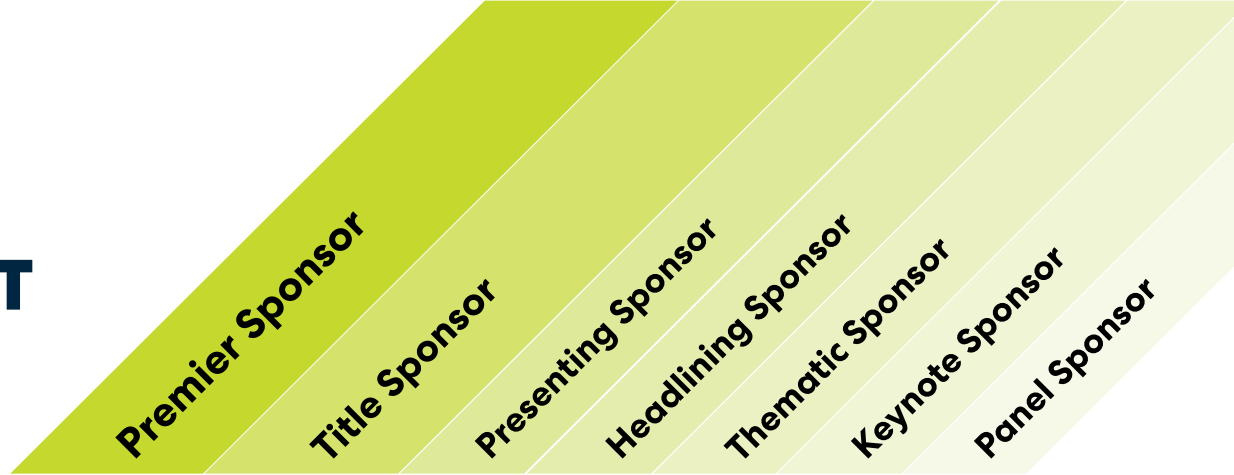 T
Premier Sponsor
Title Sponsor
Presenting Sponsor
Headlining Sponsor
Thematic Sponsor
Keynote Sponsor
Panel Sponsor